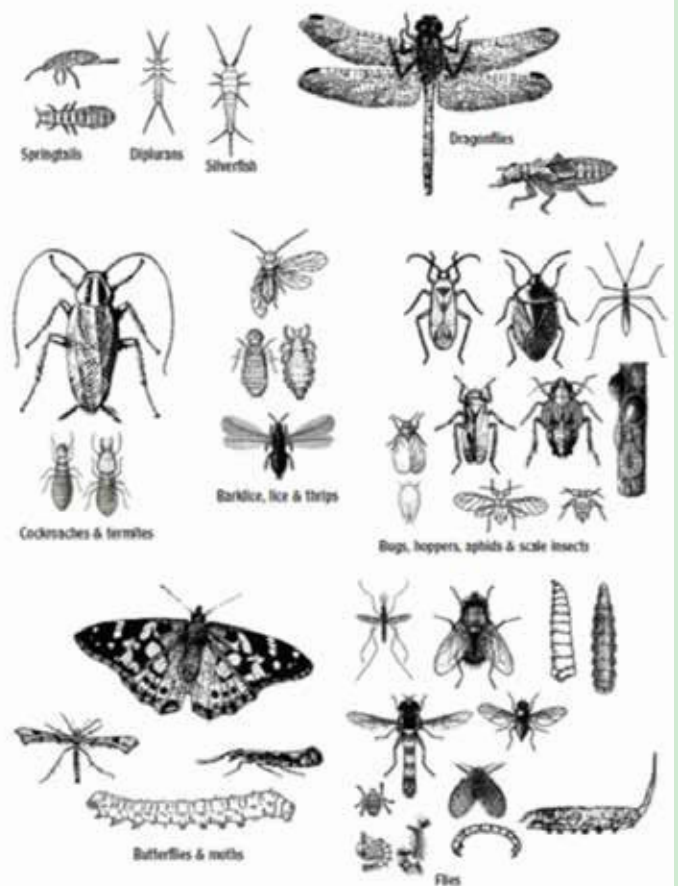 Springtails
Diplurans
Silverfish
Dragonflies
Cockroaches & termites
Barklice, lice & thrips
Bugs, hoppers, aphids & scale insects
Butterflies & moths
Flies